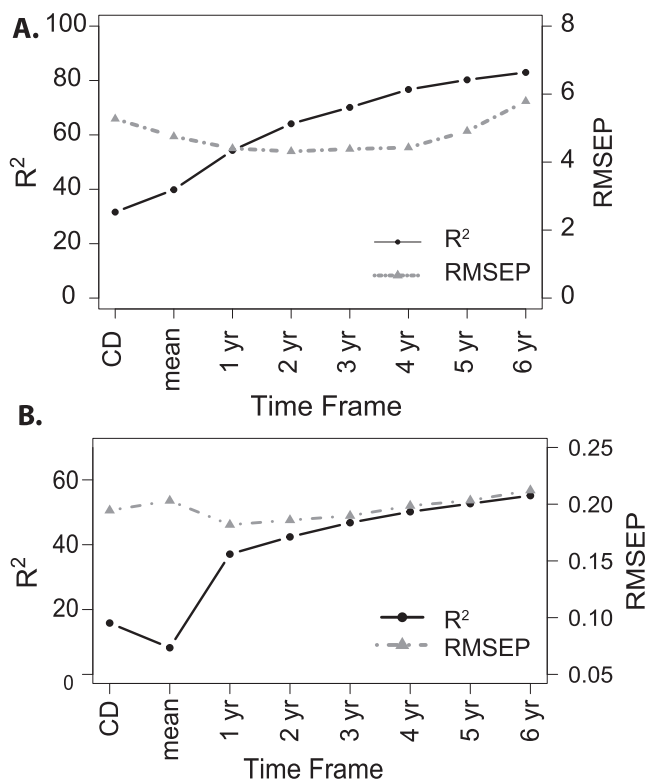 A.
100
80
60
40
20
0
R²
8
6
4
2
0
RMSEP
R²
RMSEP
CD
mean
1 yr
2 yr
3 yr
4 yr
5 yr
6 yr
Time Frame
B.
60
40
20
0
R²
0.25
0.20
0.15
0.10
0.05
RMSEP
R²
RMSEP
CD
mean
1 yr
2 yr
3 yr
4 yr
5 yr
6 yr
Time Frame